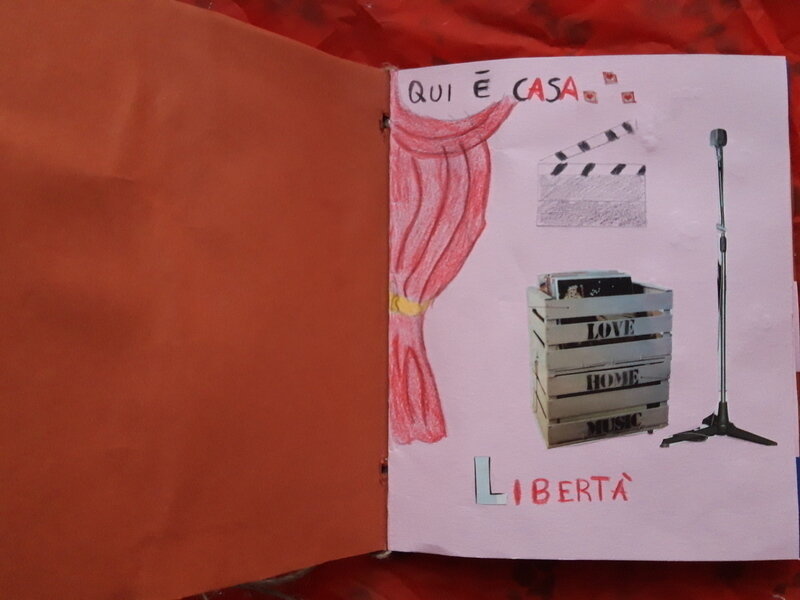 QUI È CASA
LOVE
HOME
MUSIC
LIBERTÀ